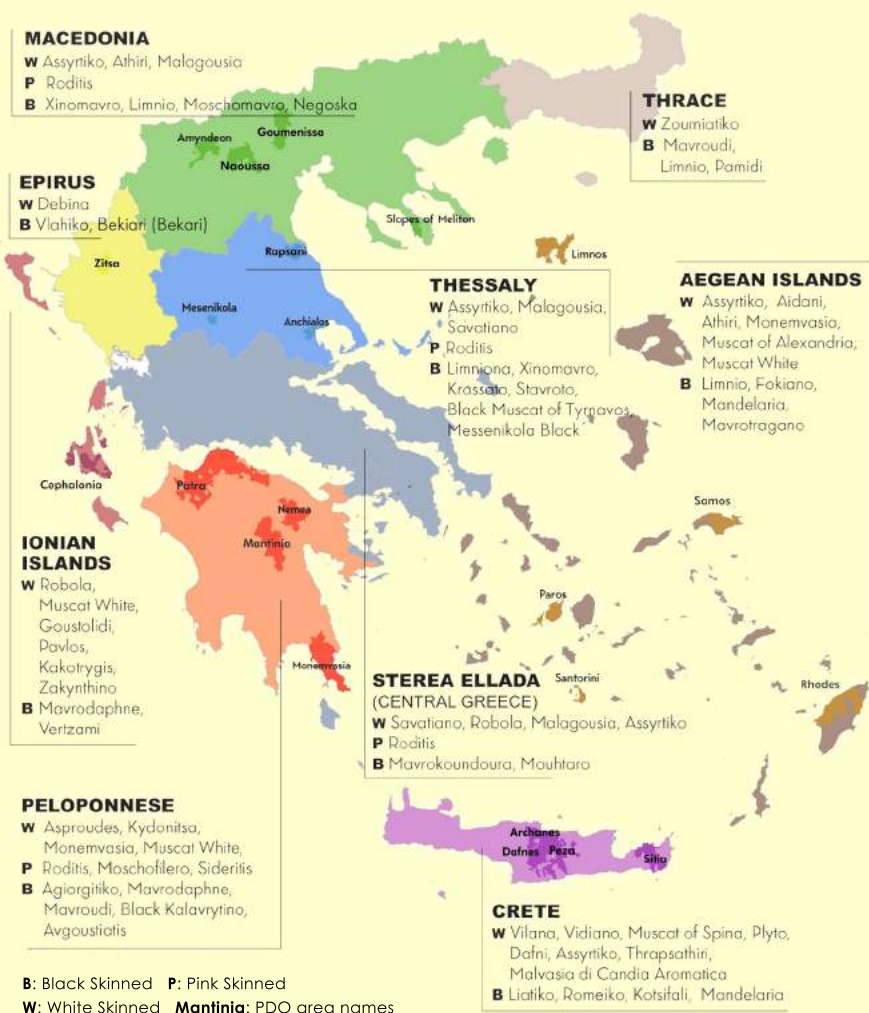 MACEDONIA
W Assyrtiko, Athiri, Malagousia
P Roditis
B Xinomavro, Limnio, Moschomavro, Negoska
Amyndeon
Goumenissa
Naoussa
Slopes of Meliton
THRACE
W Zoumiatiko
B Mavroudi,
Limnio, Pamidi
EPIRUS
W Debina
B Vlahiko, Bekiari (Bekari)
Zitsa
Rapsani
Mesenikola
Anchialos
Limnos
THESSALY
W Assyrtiko, Malagousia,
Savatiano
P Roditis
B Limniona, Xinomavro,
Krassato, Stavroto,
Black Muscat of Tyrnavos,
Messenikola Black
AEGEAN ISLANDS
W Assyrtiko, Aidani,
Athiri, Monemvasia,
Muscat of Alexandria,
Muscat White
B Limnio, Fokiano,
Mandelaria,
Mavrotragano
Cephalonia
Patra
Nemea
Mantinia
Monemvasia
Samos
Paros
Santorini
Rhodes
IONIAN
ISLANDS
W Robola,
Muscat White,
Goustolidi,
Pavlos,
Kakotrygis,
Zakynthino
B Mavrodaphne,
Vertzami
STEREA ELLADA
(CENTRAL GREECE)
W Savatiano, Robola, Malagousia, Assyrtiko
P Roditis
B Mavrokoundoura, Mouhtaro
PELOPONNESE
W Asproudes, Kydonitsa,
Monemvasia, Muscat White,
P Roditis, Moschofilero, Sideritis
B Agiorgitiko, Mavrodaphne,
Mavroudi, Black Kalavrytino,
Avgoustiatis
Archanes
Dafnes Peza
Sitia
CRETE
W Vilana, Vidiano, Muscat of Spina, Plyto,
Dafni, Assyrtiko, Thrapsathiri,
Malvasia di Candia Aromatica
B Liatiko, Romeiko, Kotsifali, Mandelaria
B: Black Skinned P: Pink Skinned
W: White Skinned Mantinia: PDO area names